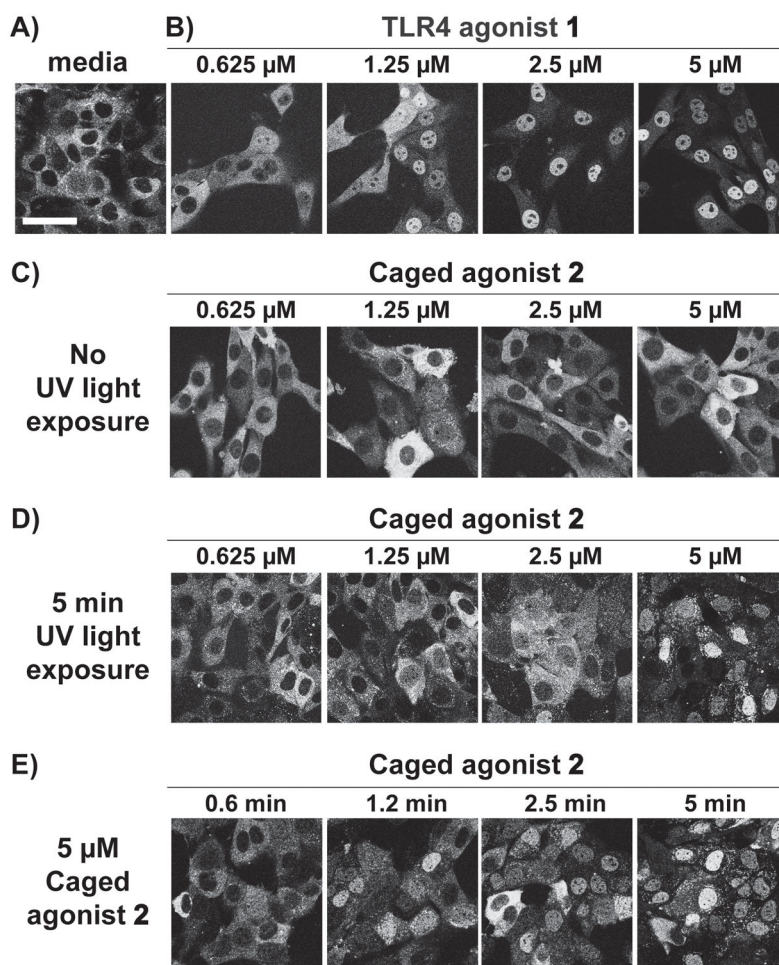 A)
media
B)
TLR4 agonist 1
0.625 µM 1.25 µM 2.5 µM 5 µM
C)
Caged agonist 2
0.625 µM 1.25 µM 2.5 µM 5 µM
No
UV light
exposure
D)
Caged agonist 2
0.625 µM 1.25 µM 2.5 µM 5 µM
5 min
UV light
exposure
E)
Caged agonist 2
0.6 min 1.2 min 2.5 min 5 min
5 µM
Caged
agonist 2